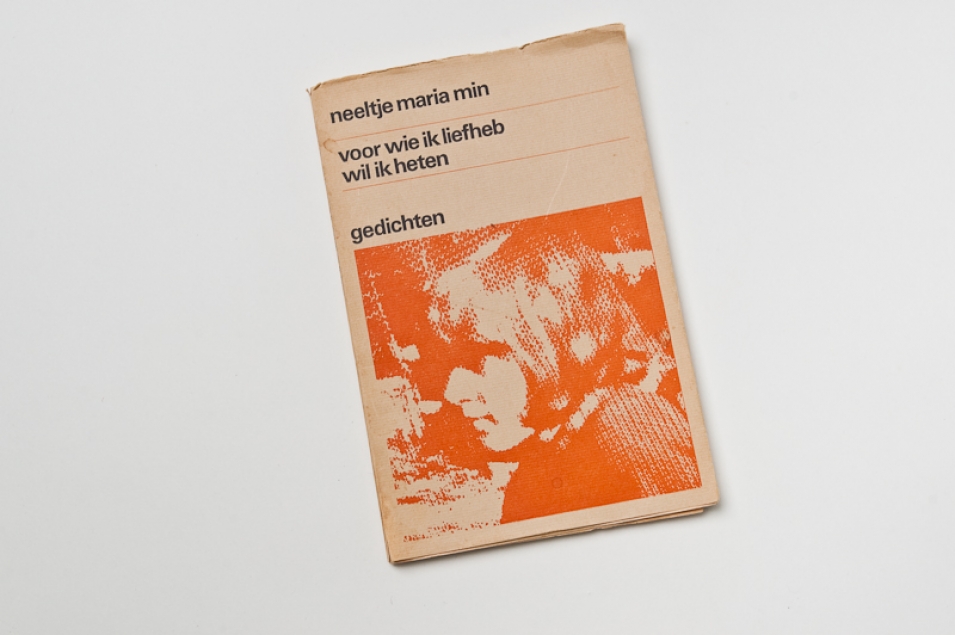 neeltje maria min
voor wie ik liefheb
wil ik heten
gedichten